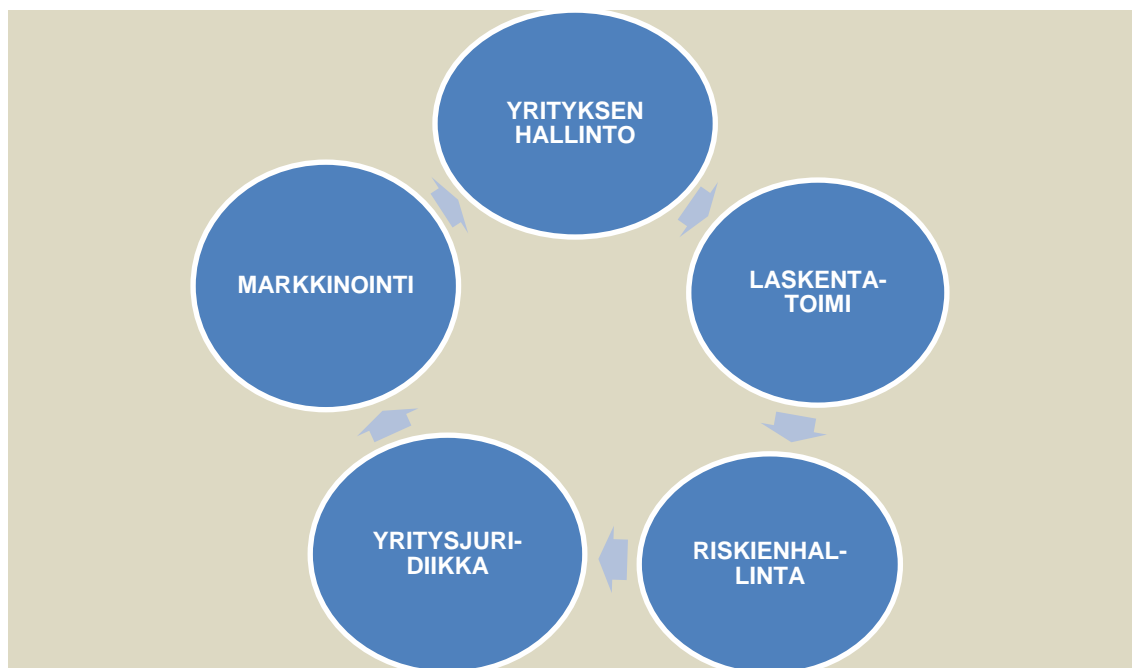 YRITYKSEN
HALLINTO
LASKENTA-
TOIMI
RISKIENHAL-
LINTA
YRITYSJURI-
DIIKKA
MARKKINOINTI